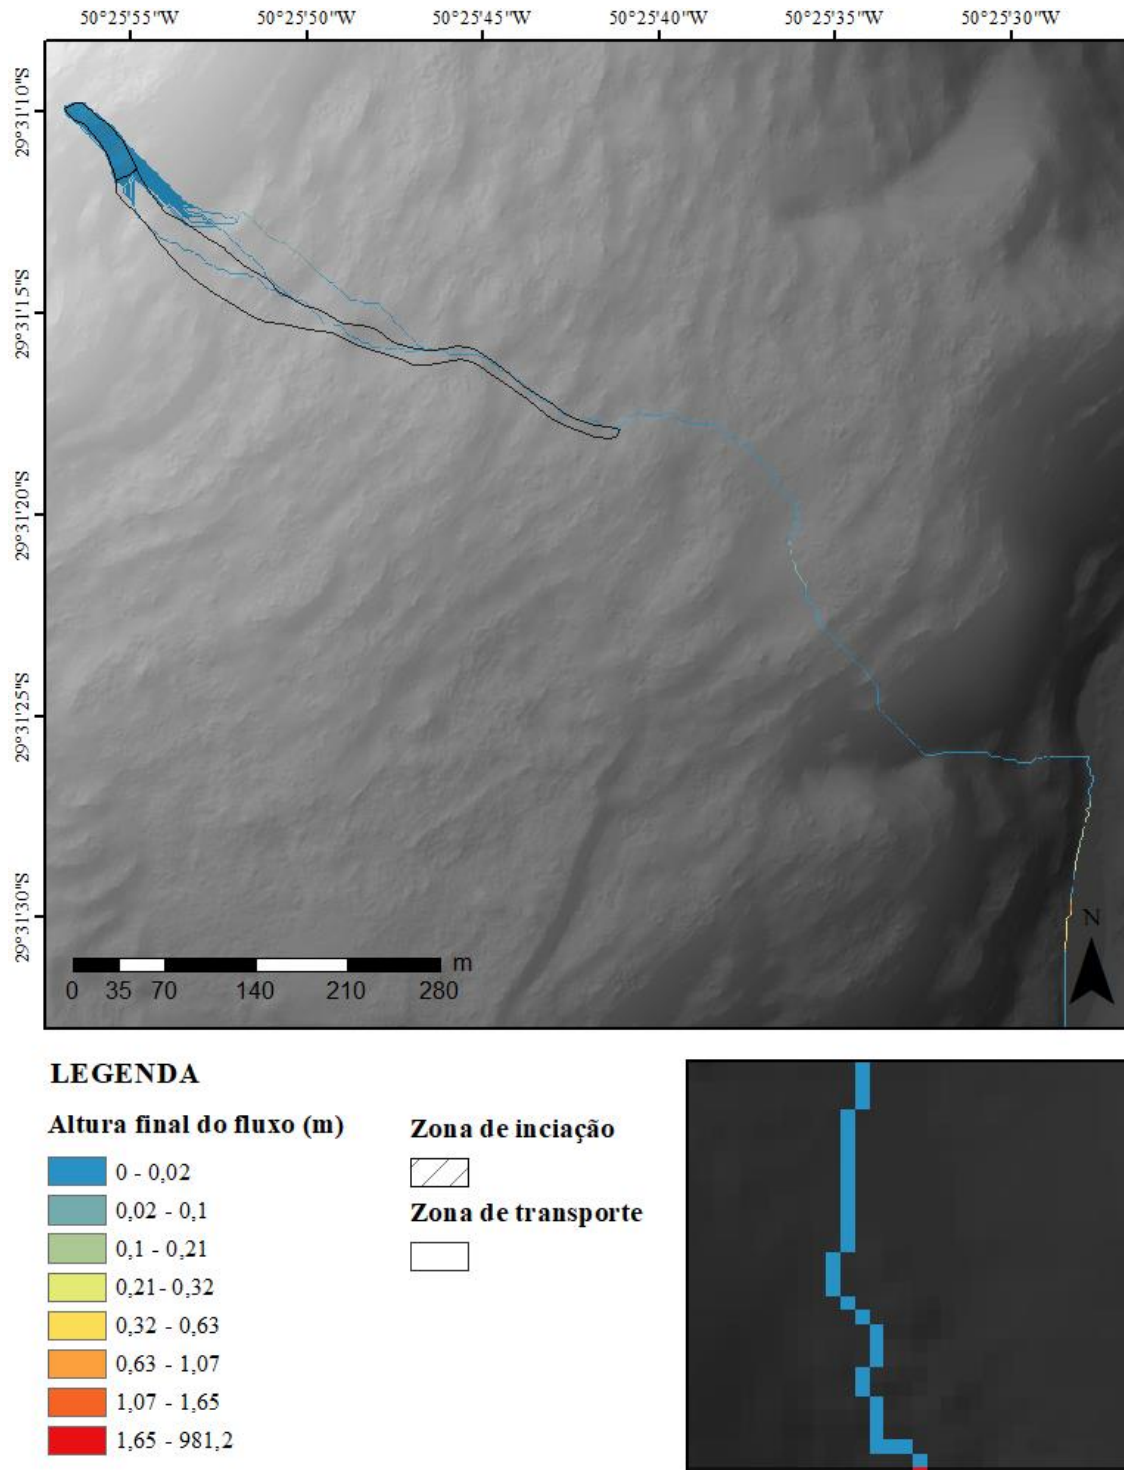 50°25'55"W 50°25'50"W 50°25'45"W 50°25'40"W 50°25'35"W 50°25'30"W
29°31'10"S
29°31'15"S
29°31'20"S
29°31'25"S
29°31'30"S
N
m
0 35 70 140 210 280
LEGENDA
Altura final do fluxo (m)
0 - 0,02
0,02 - 0,1
0,1 - 0,21
0,21 - 0,32
0,32 - 0,63
0,63 - 1,07
1,07 - 1,65
1,65 - 981,2
Zona de inciação
Zona de transporte